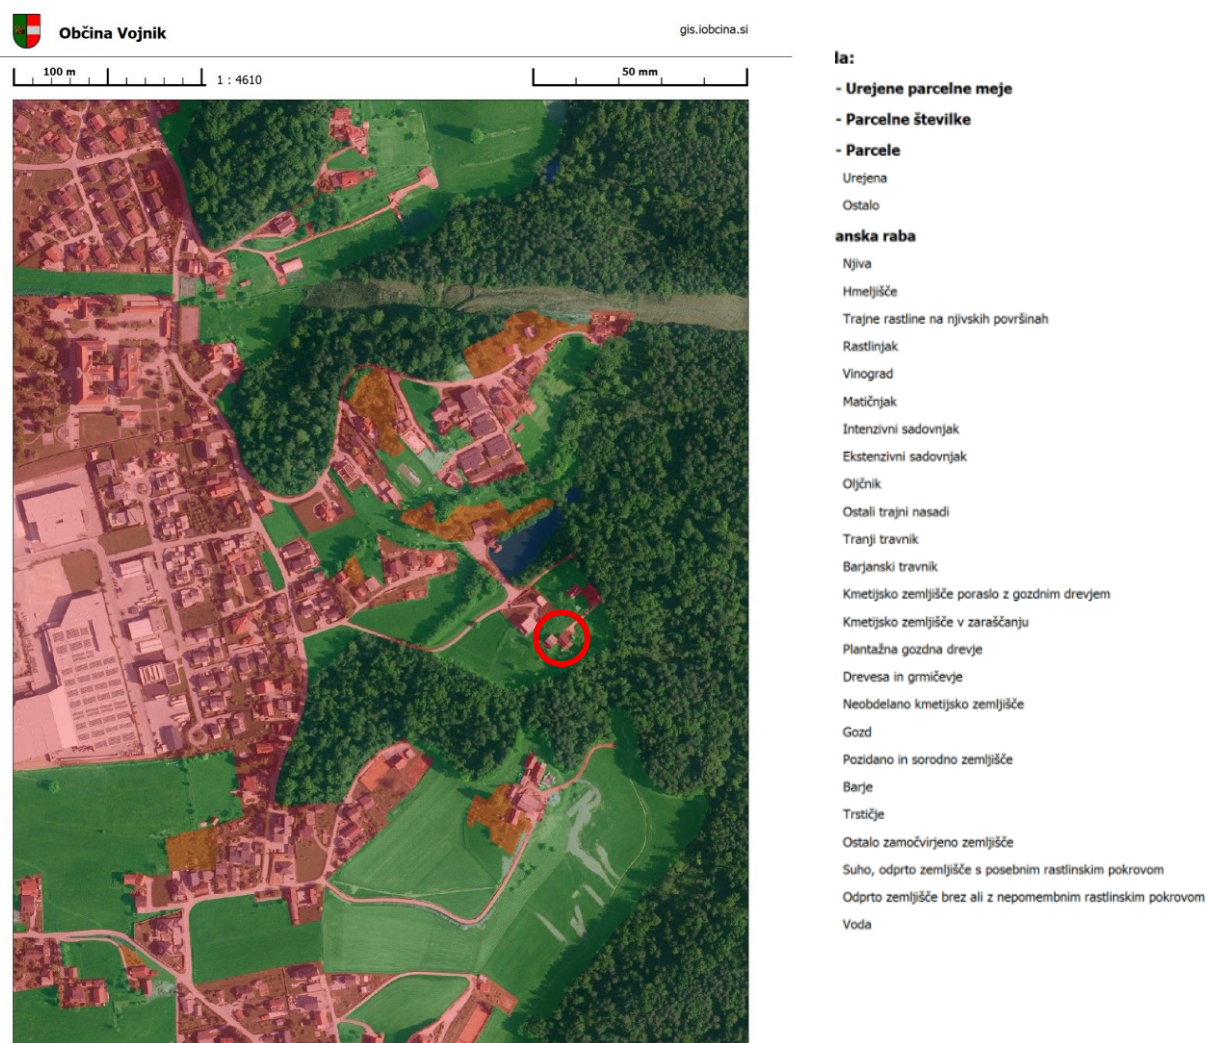 Občina Vojnik
gis.iobcina.si
100 m
1 : 4610
50 mm
la:
- Urejene parcelne meje
- Parcelne številke
- Parcele
Urejena
Ostalo
anska raba
Njiva
Hmeljišče
Trajne rastline na njivskih površinah
Rastlinjak
Vinograd
Matičnjak
Intenzivni sadovnjak
Ekstenzivni sadovnjak
Oljčnik
Ostali trajni nasadi
Tranji travnik
Barjanski travnik
Kmetijsko zemljišče poraslo z gozdnim drevjem
Kmetijsko zemljišče v zaraščanju
Plantažna gozdna drevje
Drevesa in grmičevje
Neobdelano kmetijsko zemljišče
Gozd
Pozidano in sorodno zemljišče
Barje
Trstičje
Ostalo zamočvirjeno zemljišče
Suho, odprto zemljišče s posebnim rastlinskim pokrovom
Odprto zemljišče brez ali z nepomembnim rastlinskim pokrovom
Voda